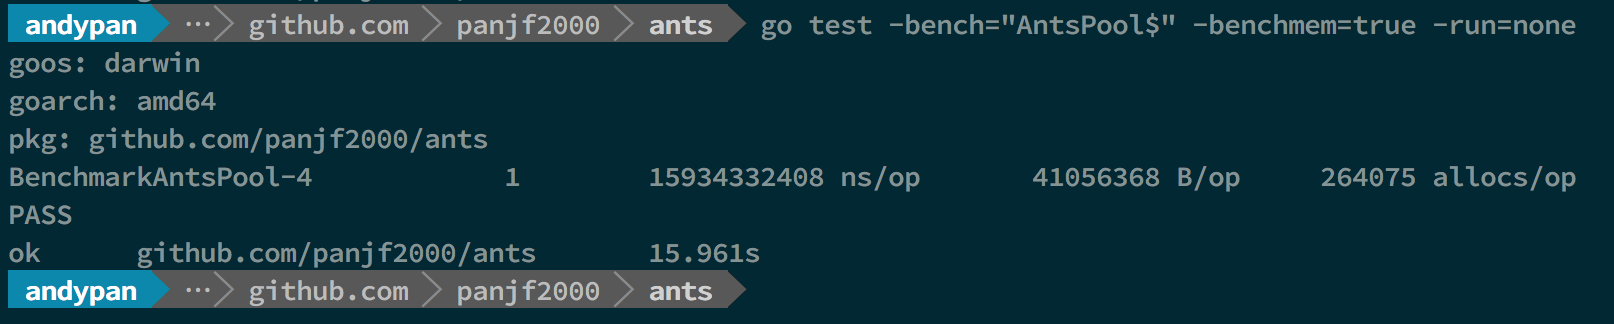 andypan ··· github.com panjf2000 ants go test -bench="AntsPool$" -benchmem=true -run=none
goos: darwin
goarch: amd64
pkg: github.com/panjf2000/ants
BenchmarkAntsPool-4 1 15934332408 ns/op 41056368 B/op 264075 allocs/op
PASS
ok github.com/panjf2000/ants 15.961s
andypan ··· github.com panjf2000 ants